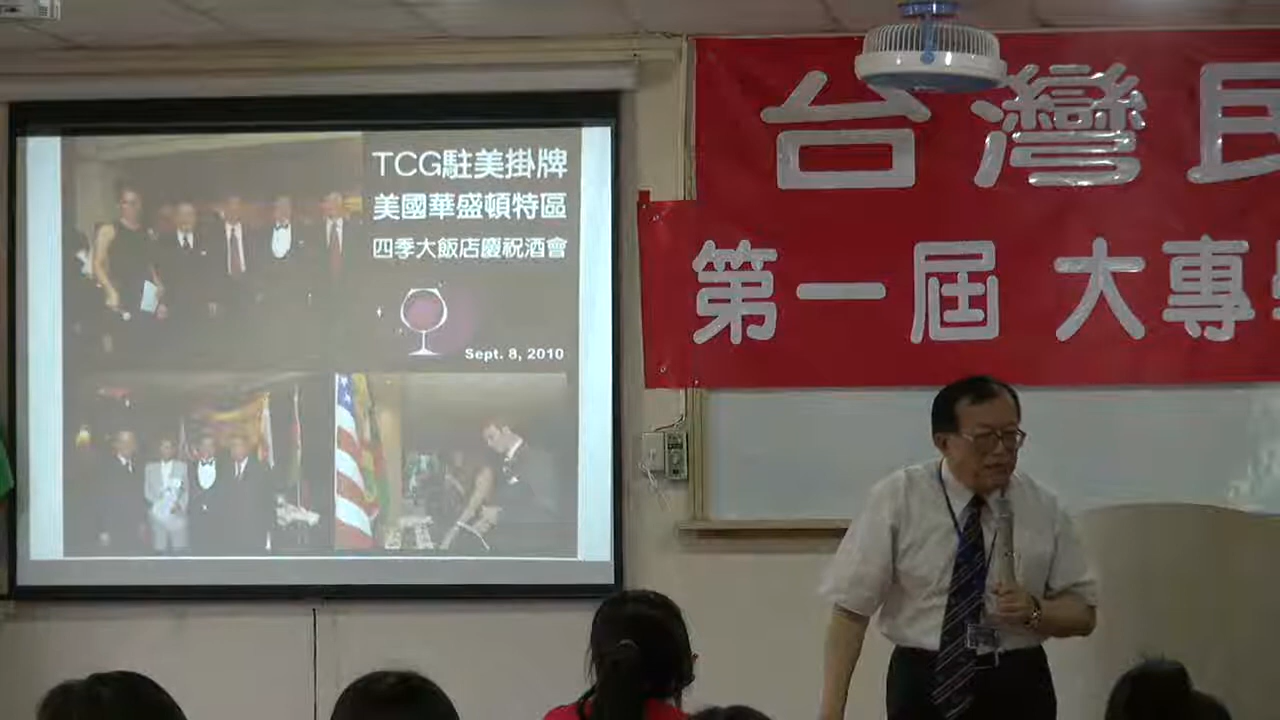 TCG駐美掛牌
美國華盛頓特區
四季大飯店慶祝酒會
Sept. 8, 2010
台灣民
第一屆 大專